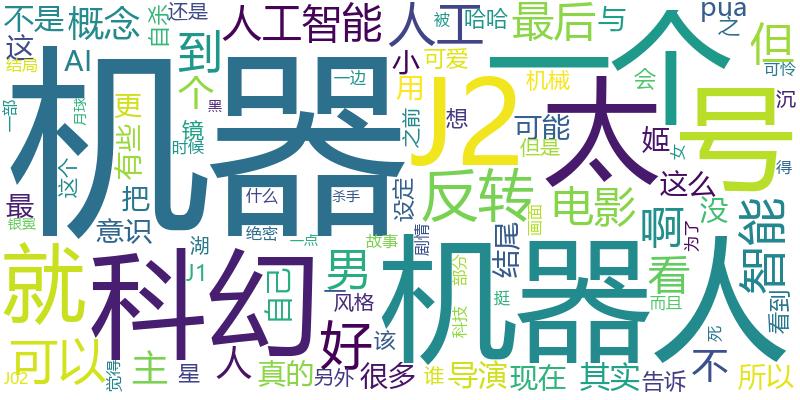 不是 概念 自杀 还是 人工智能 人工 被 哈哈 最后 与 pua 之
这 到 一个 但
结局 AI 个 小 可爱 机械 会 可怜
机器 一边 用 J2 太 号 沉
一部 月球 有些 更 镜 黑 之前 想 可能 姬
这个 时候 但是 女 得
最 把 什么 杀手 设定 反转 电影 这么 没
银冕 意识 绝密 画面 啊 为了 智能
就 科幻 湖 一点 故事 剧情 结尾
J1 自己 男 机器人 部分 看 看到
可以 风格 好 该 科技 挺 而且
主 星 人 死 不
J02 觉得 真的 另外 很多 谁 导演 现在 其实 告诉 所以